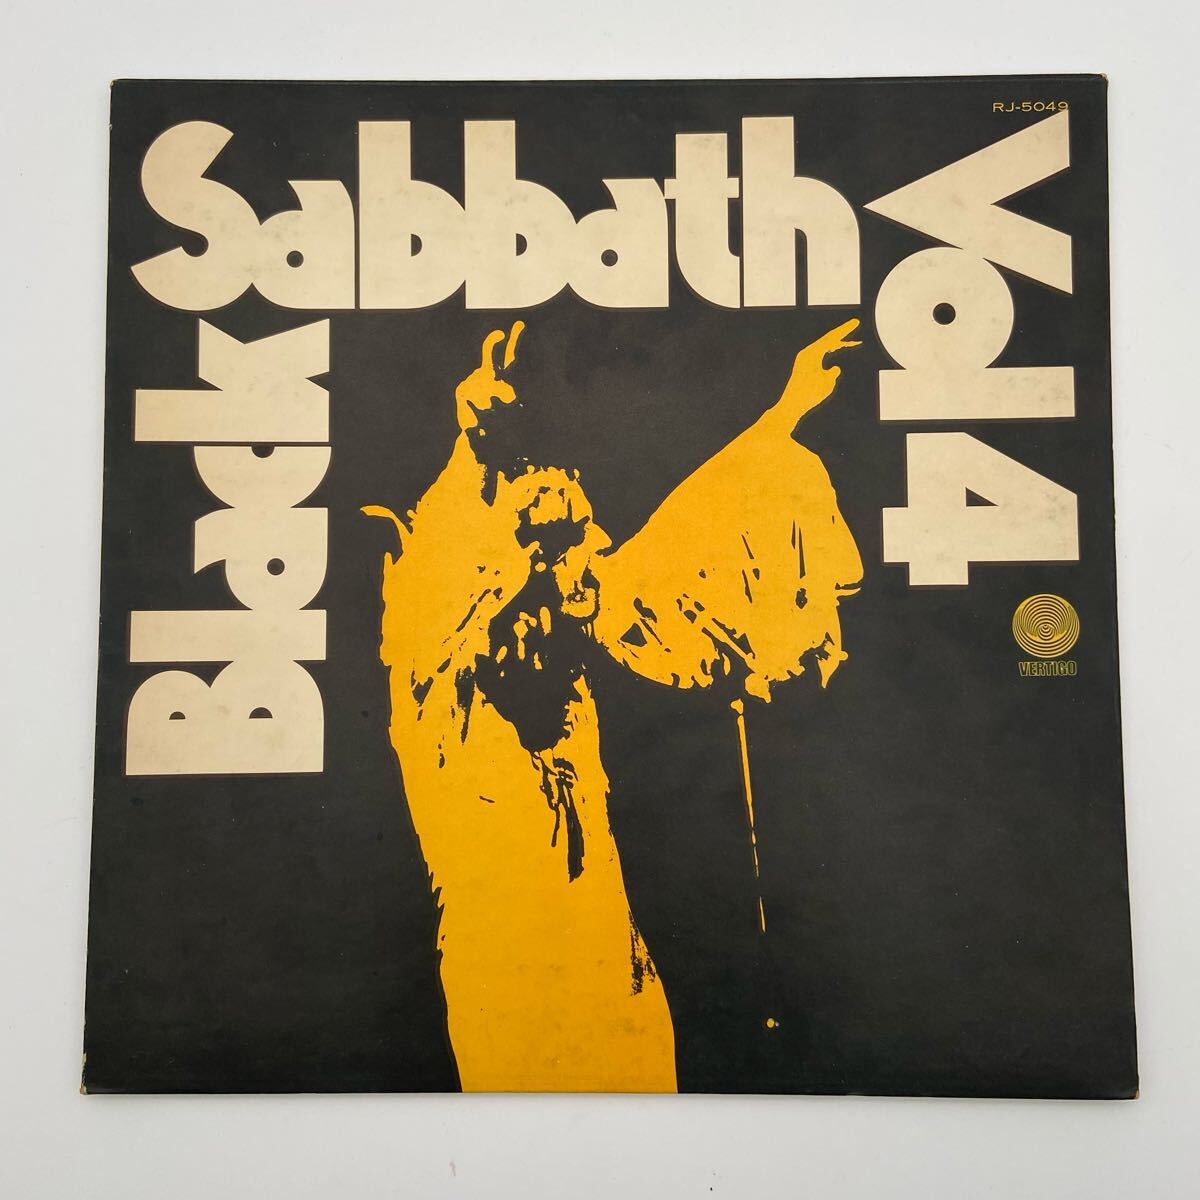 RJ-5049
Black
Sabbath
Vol 4
VERTIGO